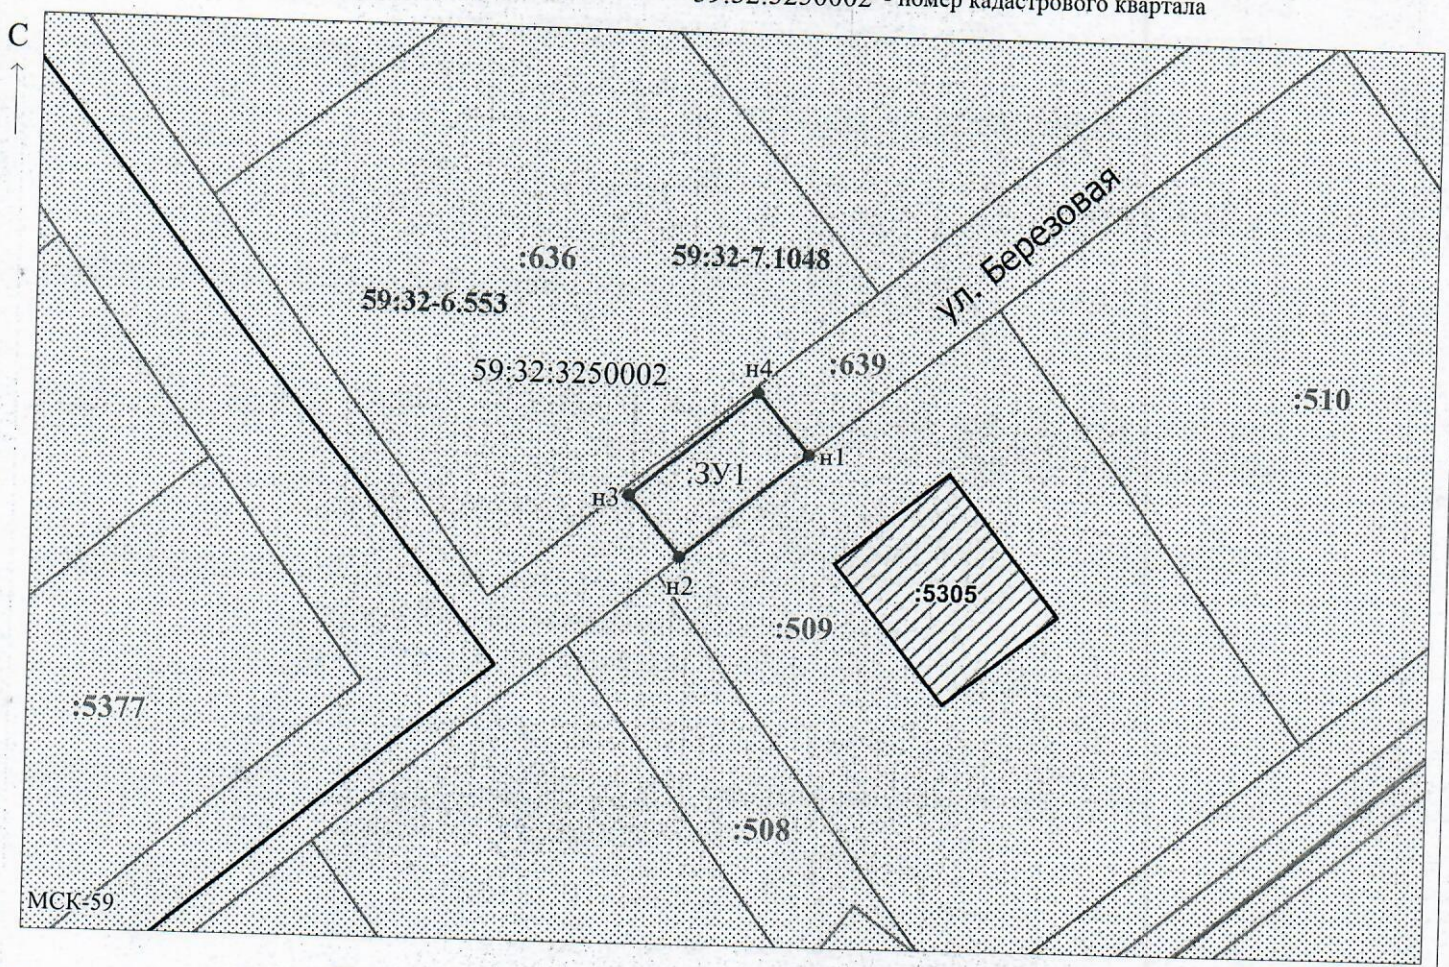 59:32:3250002 - номер кадастрового квартала
С
ул. Березовая
:636
59:32-7.1048
59:32-6.553
59:32:3250002
н4
:639
:510
:ЗУ1
н1
н3
н2
:5305
:509
:5377
:508
МСК-59